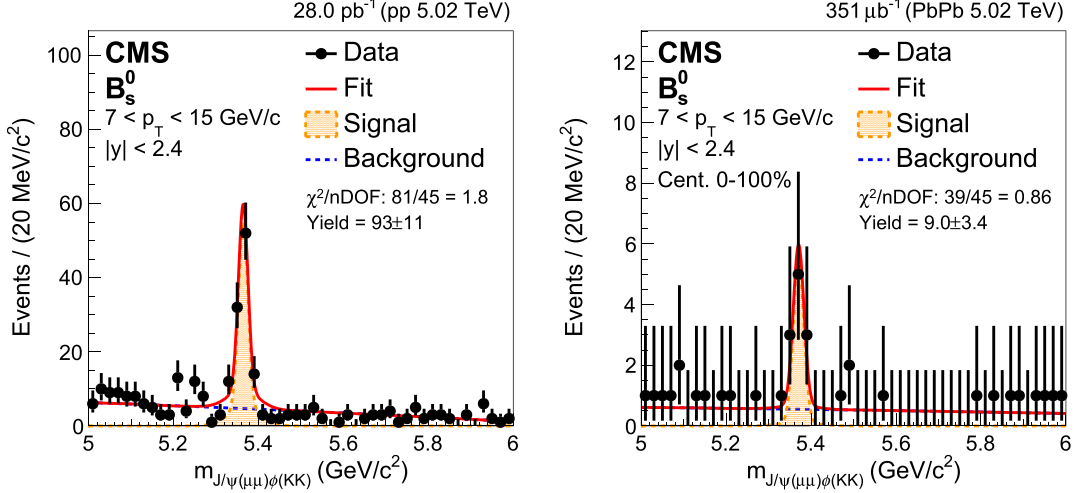 28.0 pb⁻¹ (pp 5.02 TeV)
CMS
B⁰ₛ
7 < p_T < 15 GeV/c
|y| < 2.4
Data
Fit
Signal
Background
χ²/nDOF: 81/45 = 1.8
Yield = 93±11
Events / (20 MeV/c²)
100
80
60
40
20
0
5 5.2 5.4 5.6 5.8 6
m_J/ψ(μμ)φ(KK) (GeV/c²)
351 μb⁻¹ (PbPb 5.02 TeV)
CMS
B⁰ₛ
7 < p_T < 15 GeV/c
|y| < 2.4
Cent. 0-100%
Data
Fit
Signal
Background
χ²/nDOF: 39/45 = 0.86
Yield = 9.0±3.4
Events / (20 MeV/c²)
12
10
8
6
4
2
0
5 5.2 5.4 5.6 5.8 6
m_J/ψ(μμ)φ(KK) (GeV/c²)